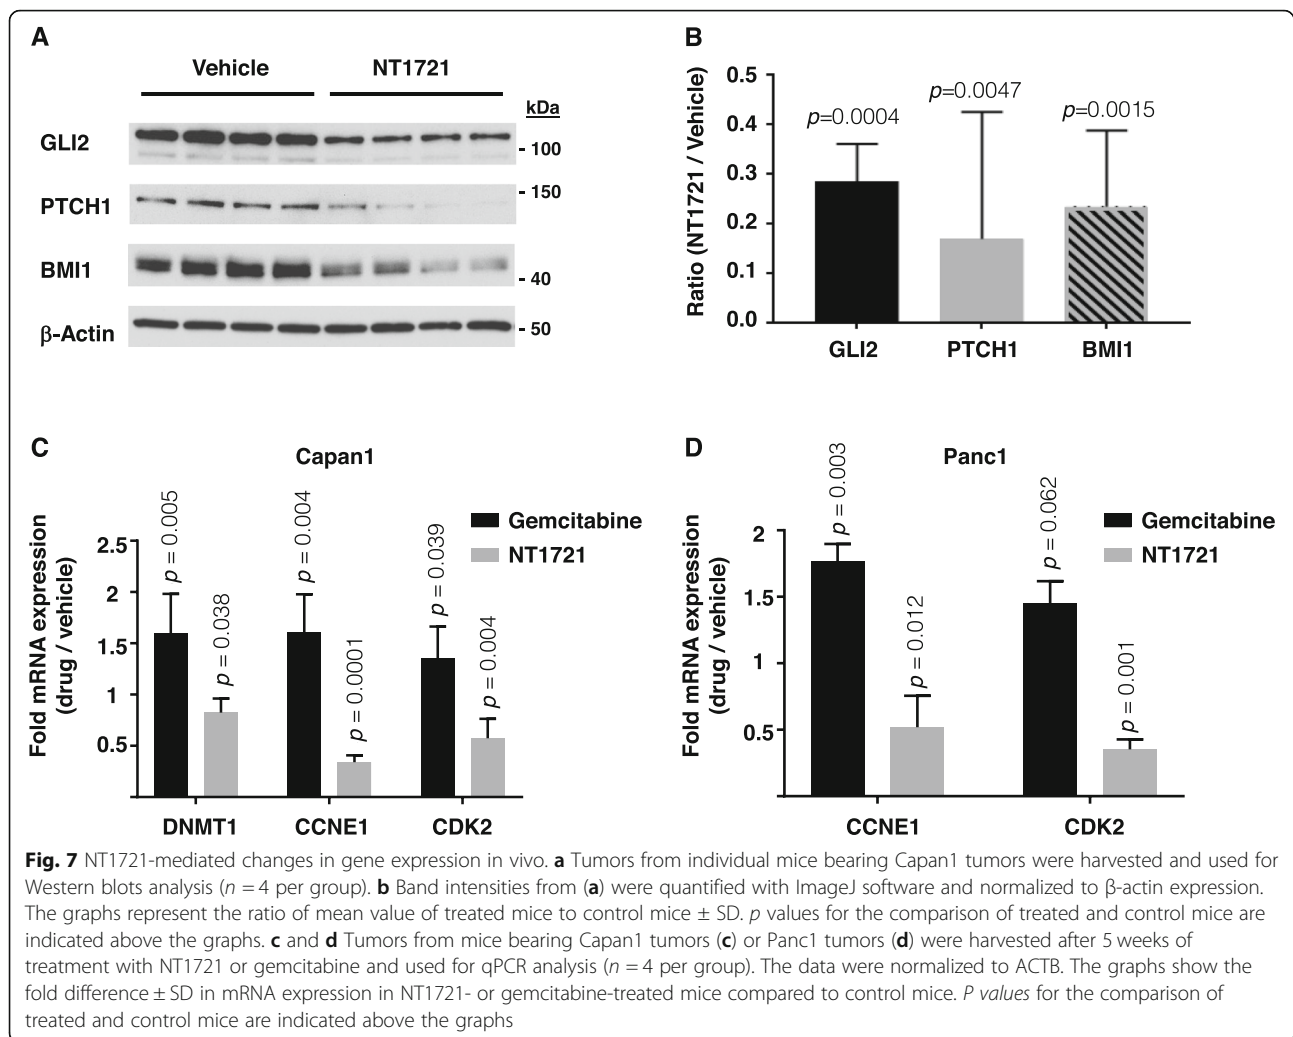 A
Vehicle NT1721
kDa
GLI2
- 100
- 150
PTCH1
BMI1
- 40
β-Actin
- 50
B
Ratio (NT1721 / Vehicle)
0.5
0.4
0.3
0.2
0.1
0.0
p=0.0004
p=0.0047
p=0.0015
GLI2 PTCH1 BMI1
C
Capan1
Fold mRNA expression
(drug / vehicle)
2.5
2
1.5
1
0.5
p = 0.005
p = 0.038
p = 0.004
p = 0.0001
p = 0.039
p = 0.004
Gemcitabine
NT1721
DNMT1 CCNE1 CDK2
D
Panc1
Fold mRNA expression
(drug / vehicle)
2
1.5
1
0.5
p = 0.003
p = 0.012
p = 0.062
p = 0.001
Gemcitabine
NT1721
CCNE1 CDK2
Fig. 7 NT1721-mediated changes in gene expression in vivo. a Tumors from individual mice bearing Capan1 tumors were harvested and used for
Western blots analysis (n = 4 per group). b Band intensities from (a) were quantified with ImageJ software and normalized to β-actin expression.
The graphs represent the ratio of mean value of treated mice to control mice ± SD. p values for the comparison of treated and control mice are
indicated above the graphs. c and d Tumors from mice bearing Capan1 tumors (c) or Panc1 tumors (d) were harvested after 5 weeks of
treatment with NT1721 or gemcitabine and used for qPCR analysis (n = 4 per group). The data were normalized to ACTB. The graphs show the
fold difference ± SD in mRNA expression in NT1721- or gemcitabine-treated mice compared to control mice. P values for the comparison of
treated and control mice are indicated above the graphs